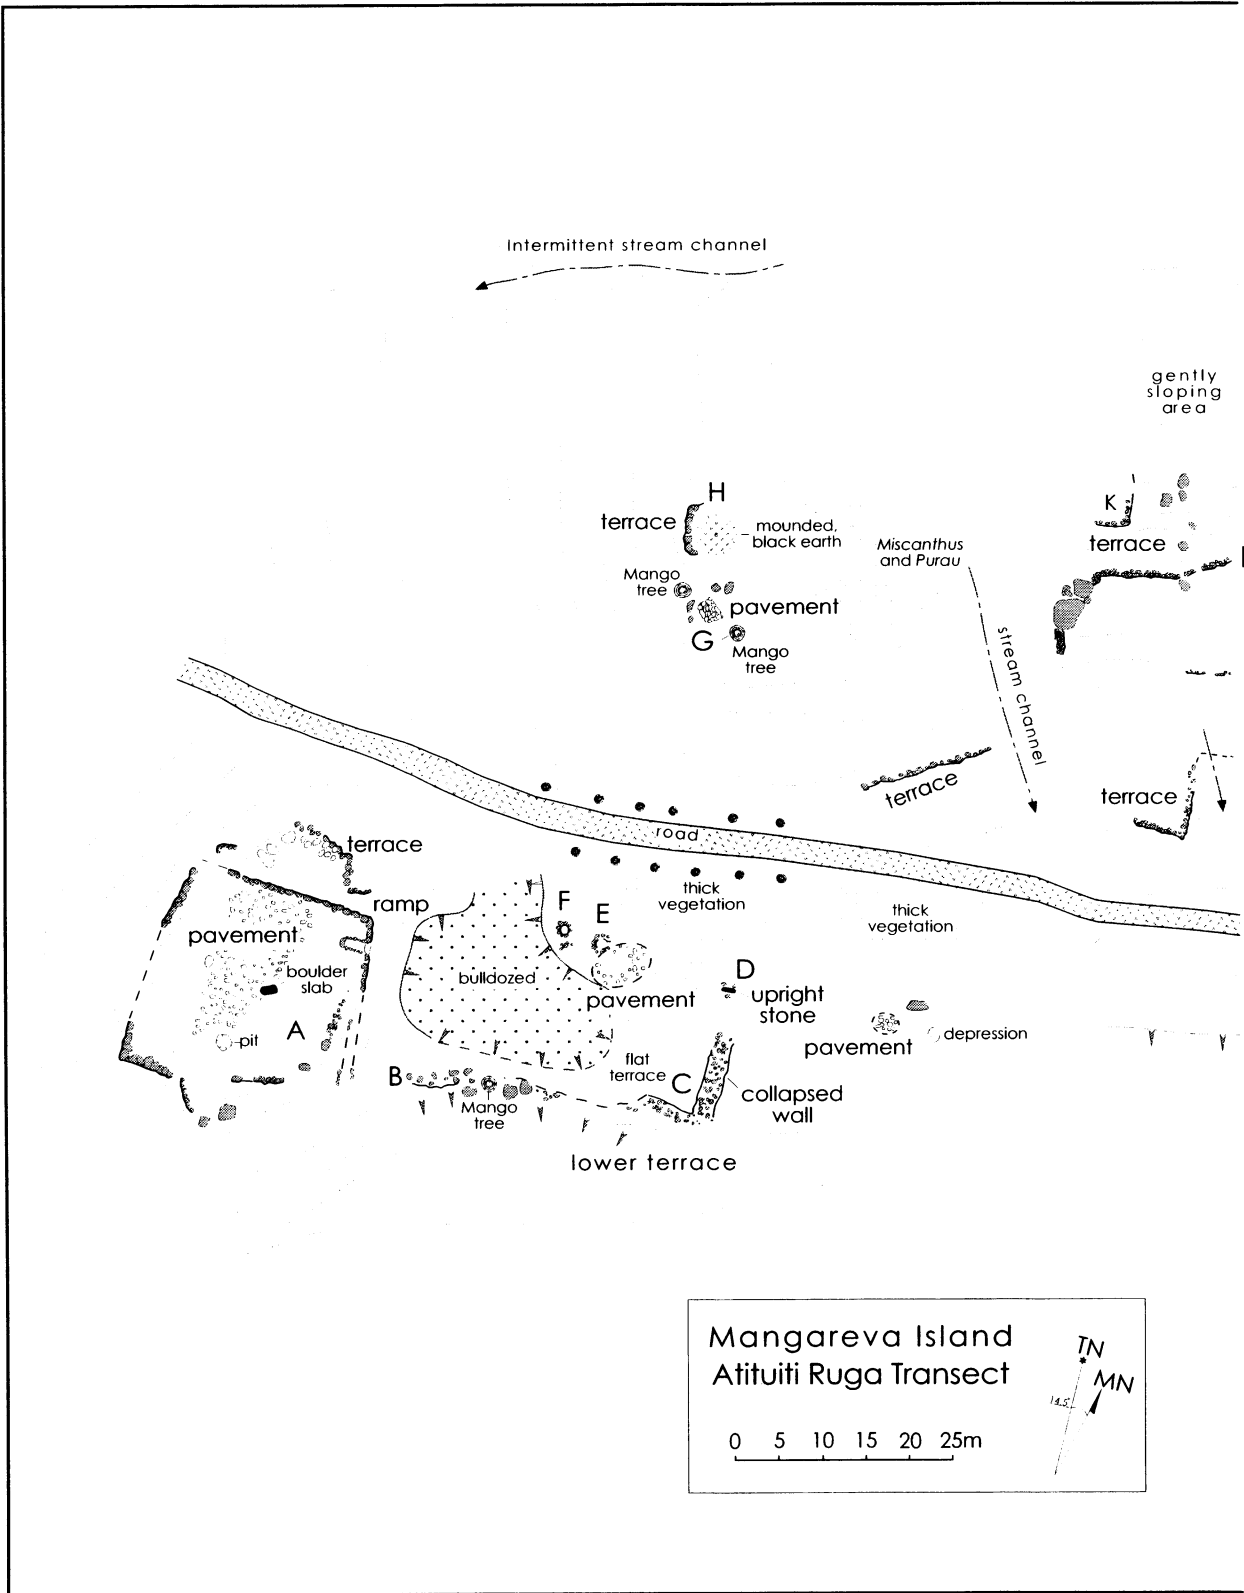 Intermittent stream channel
gently
sloping
area
H
terrace
mounded,
black earth
Miscanthus
and Purau
K
terrace
Mango
tree
pavement
G
Mango
tree
stream channel
terrace
terrace
road
terrace
ramp
thick
vegetation
thick
vegetation
F
E
pavement
boulder
slab
bulldozed
pavement
D
upright
stone
A
pit
pavement
depression
flat
terrace
B
C
Mango
tree
collapsed
wall
lower terrace
Mangareva Island
Atituiti Ruga Transect
0 5 10 15 20 25m
TN
MN
14.5